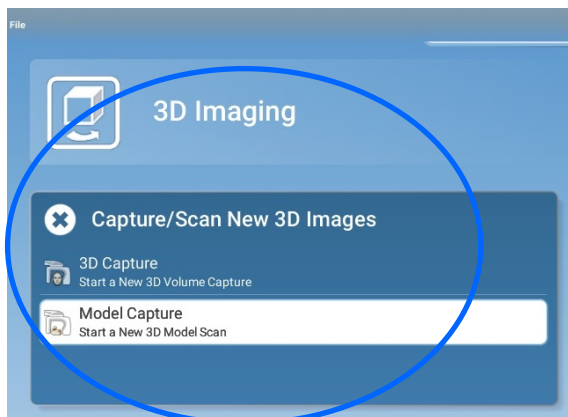 File
3D Imaging
Capture/Scan New 3D Images
3D Capture
Start a New 3D Volume Capture
Model Capture
Start a New 3D Model Scan